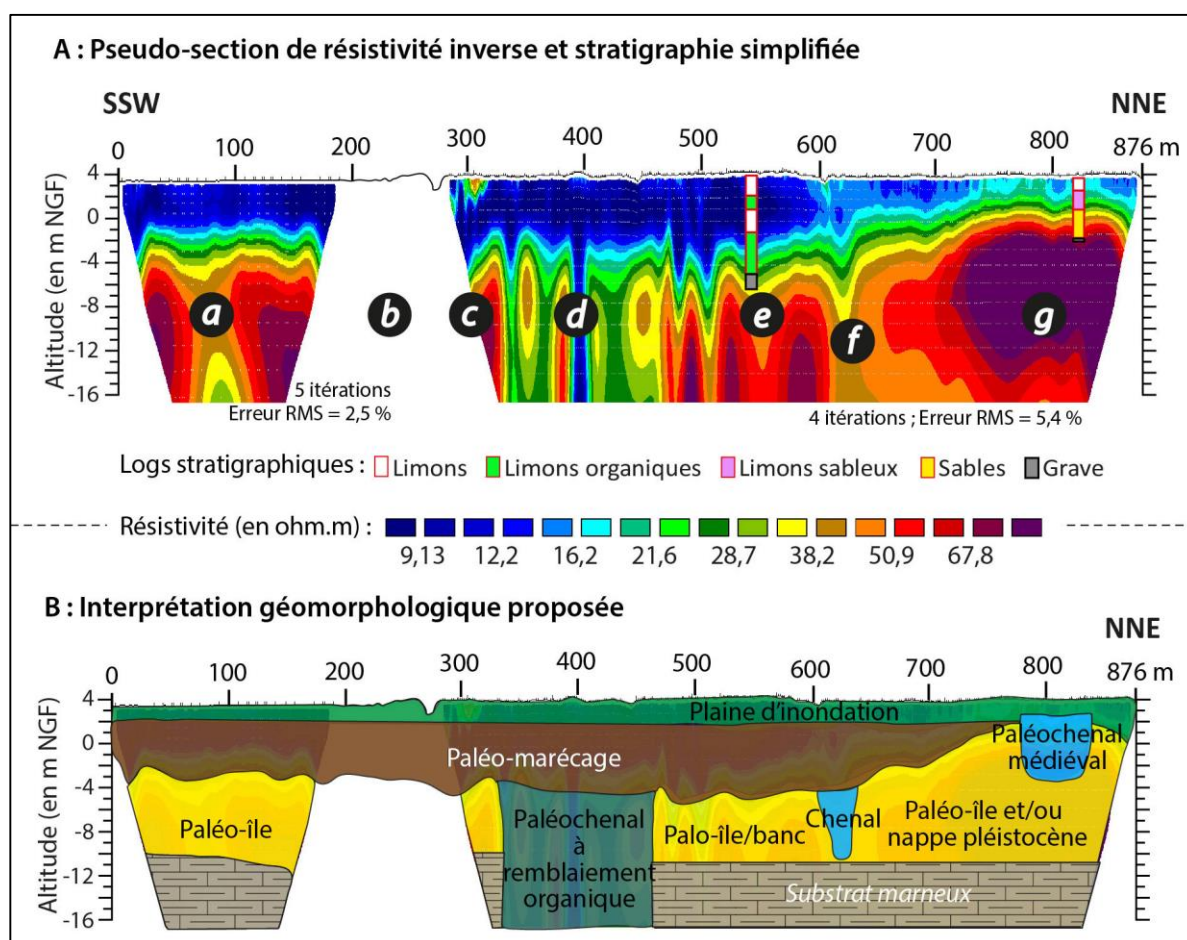 A : Pseudo-section de résistivité inverse et stratigraphie simplifiée
SSW NNE
0 100 200 300 400 500 600 700 800 876 m
Altitude (en m NGF)
4
0
-4
-8
-12
-16
a b c d e f g
5 itérations
Erreur RMS = 2,5 %
4 itérations ; Erreur RMS = 5,4 %
Logs stratigraphiques : Limons Limons organiques Limons sableux Sables Grave
Résistivité (en ohm.m) :
9,13 12,2 16,2 21,6 28,7 38,2 50,9 67,8
B : Interprétation géomorphologique proposée
NNE
0 100 200 300 400 500 600 700 800 876 m
Altitude (en m NGF)
4
0
-4
-8
-12
-16
Plaine d'inondation
Paléo-marécage
Paléochenal
médiéval
Paléo-île
Paléochenal
à
remblaiement
organique
Palo-île/banc
Chenal
Paléo-île et/ou
nappe pléistocène
Substrat marneux